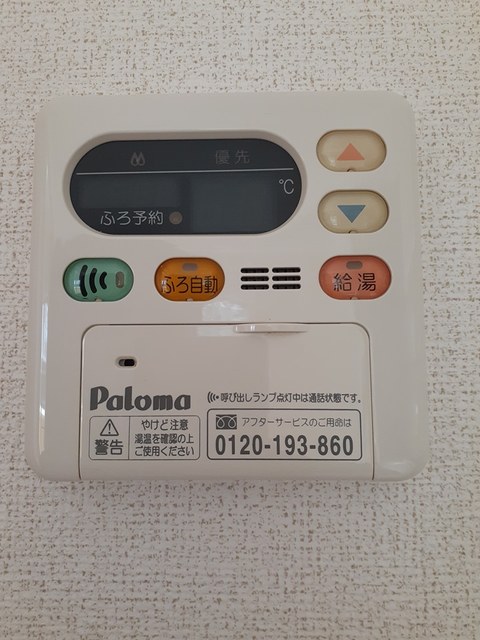 優先
℃
ふろ予約
ふろ自動
給湯
Paloma
呼び出しランプ点灯中は通話状態です。
警告
やけど注意
湯温を確認の上
ご使用ください
アフターサービスのご用命は
0120-193-860